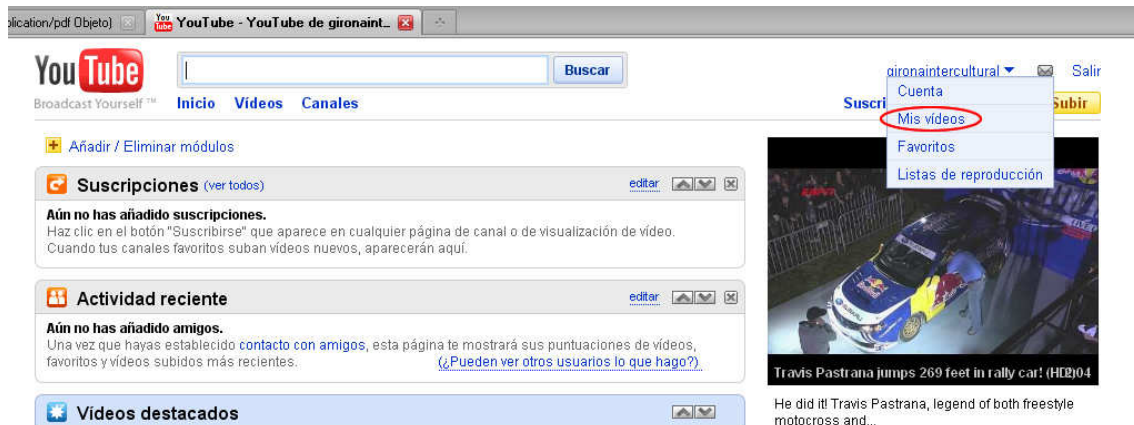 plication/pdf Objeto)
You Tube YouTube - YouTube de gironaint...
You Tube
Broadcast Yourself ™
Buscar
gironaintercultural
Salir
Inicio Vídeos Canales
Suscri
Subir
Cuenta
Mis vídeos
Favoritos
Listas de reproducción
Añadir / Eliminar módulos
Suscripciones (ver todos)
editar
Aún no has añadido suscripciones.
Haz clic en el botón "Suscribirse" que aparece en cualquier página de canal o de visualización de vídeo.
Cuando tus canales favoritos suban vídeos nuevos, aparecerán aquí.
Actividad reciente
editar
Aún no has añadido amigos.
Una vez que hayas establecido contacto con amigos, esta página te mostrará sus puntuaciones de vídeos,
favoritos y vídeos subidos más recientes. (¿Pueden ver otros usuarios lo que hago?)
Vídeos destacados
Travis Pastrana jumps 269 feet in rally car! (HD)
He did it! Travis Pastrana, legend of both freestyle
motocross and...